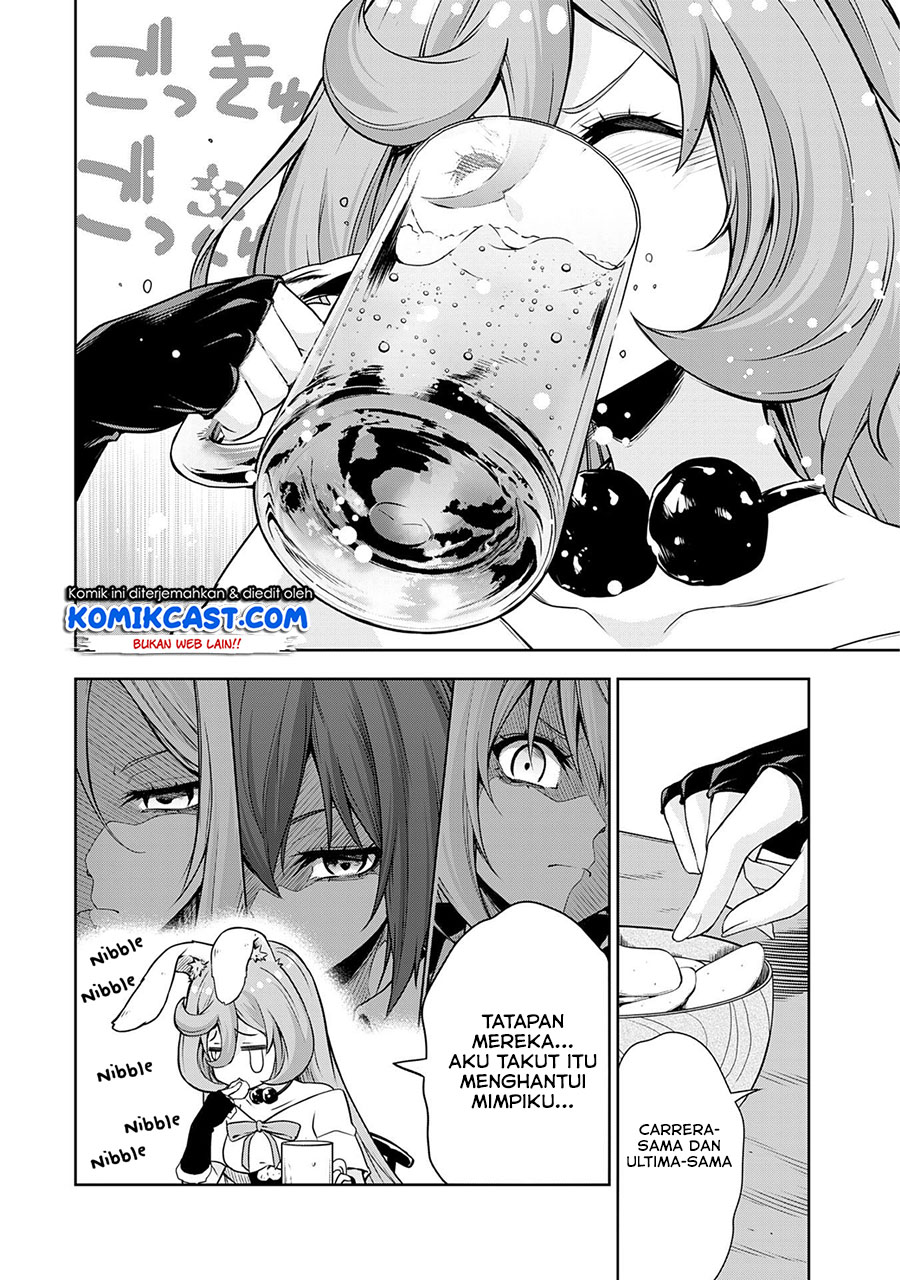 ごっきゅ
ごっきゅん
Komik ini diterjemahkan & diedit oleh
KOMIKCAST.COM
BUKAN WEB LAIN!!
CARRERA-
SAMA DAN
ULTIMA-SAMA
TATAPAN
MEREKA...
AKU TAKUT ITU
MENGHANTUI
MIMPIKU...
Nibble
Nibble
Nibble
Nibble
Nibble